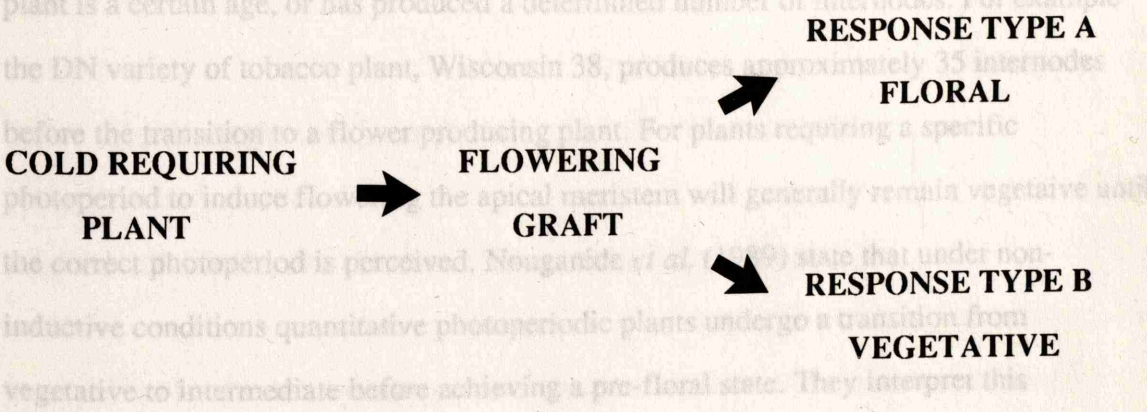 plant is a certain age, or has produced a determined number of internodes. For example
RESPONSE TYPE A
the DN variety of tobacco plant, Wisconsin 38, produces approximately 35 internodes
FLORAL
before the transition to a flower producing plant. For plants requiring a specific
COLD REQUIRING FLOWERING
photoperiod to induce flowering the apical meristem will generally remain vegetaive until
PLANT GRAFT
the correct photoperiod is perceived. et al. (1989) state that under non-
RESPONSE TYPE B
inductive conditions quantitative photoperiodic plants undergo a transition from
VEGETATIVE
vegetative to intermediate before achieving a pre-floral state. They interpret this